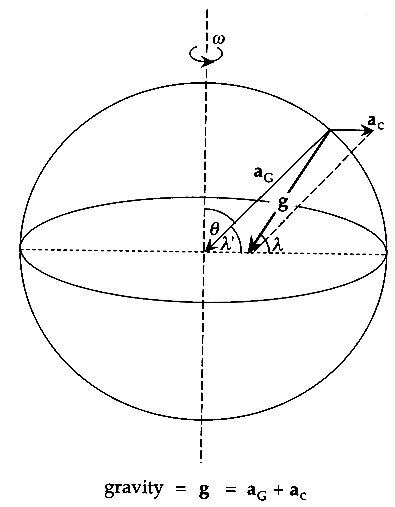 ω
a_c
a_G
g
θ
λ'
λ
gravity = g = a_G + a_c